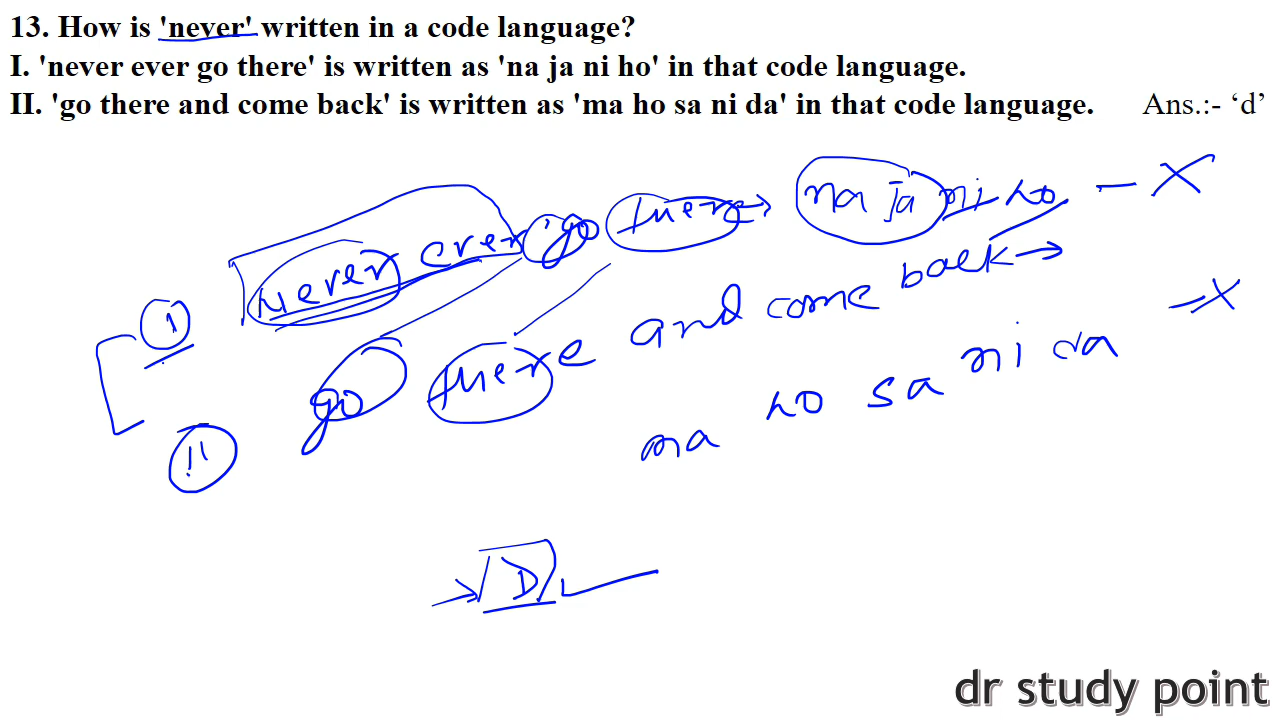 13. How is 'never' written in a code language?
I. 'never ever go there' is written as 'na ja ni ho' in that code language.
II. 'go there and come back' is written as 'ma ho sa ni da' in that code language. Ans.:- ‘d’
I never ever go there → na ja ni ho - X
II go there and come back →
ma ho sa ni da - X
→ D
dr study point